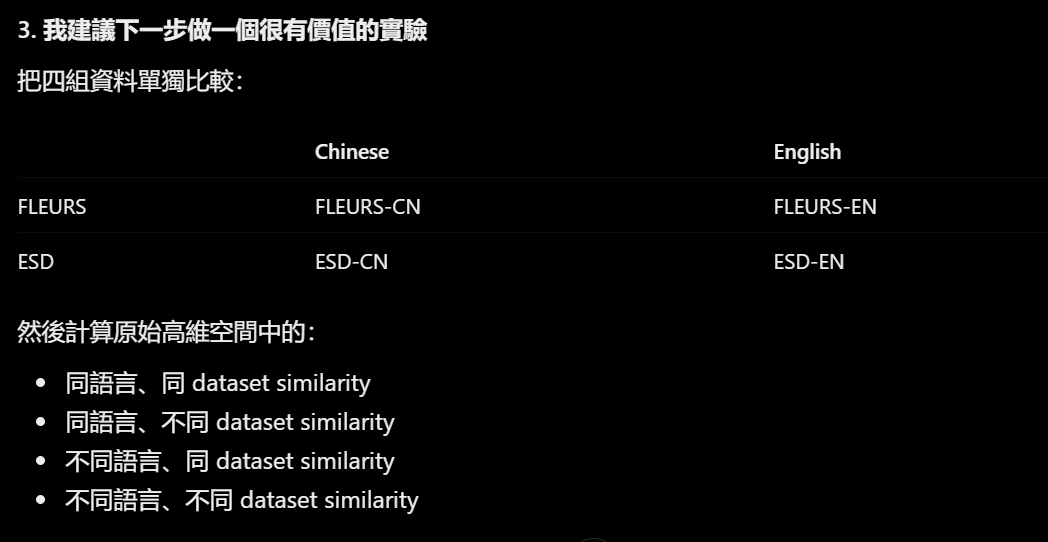 3. 我建議下一步做一個很有價值的實驗
把四組資料單獨比較：
Chinese English
FLEURS FLEURS-CN FLEURS-EN
ESD ESD-CN ESD-EN
然後計算原始高維空間中的：
• 同語言、同 dataset similarity
• 同語言、不同 dataset similarity
• 不同語言、同 dataset similarity
• 不同語言、不同 dataset similarity